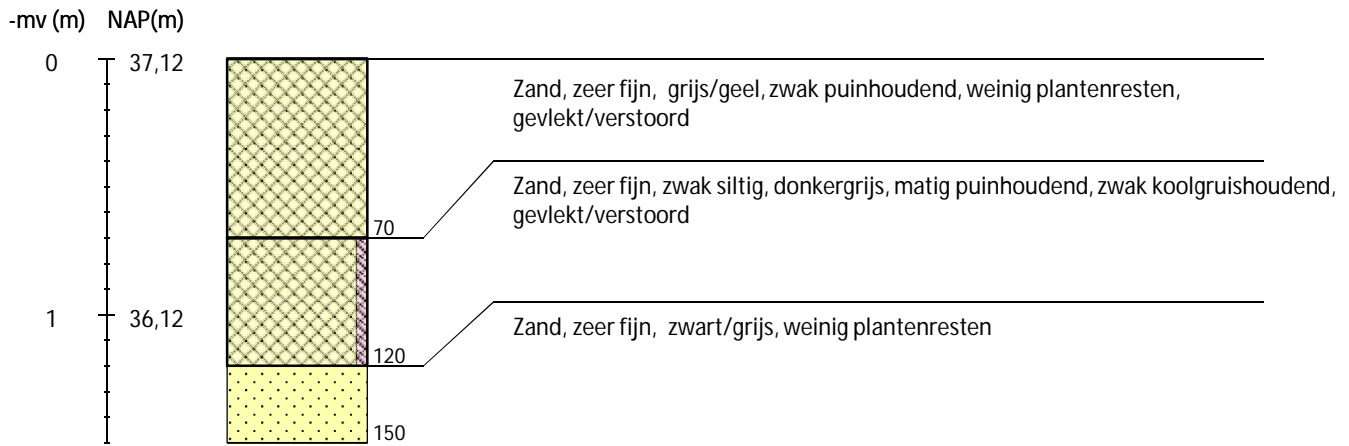 -mv (m) NAP(m)
0 37,12
Zand, zeer fijn, grijs/geel, zwak puinhoudend, weinig plantenresten,
gevlekt/verstoord
Zand, zeer fijn, zwak siltig, donkergrijs, matig puinhoudend, zwak koolgruishoudend,
gevlekt/verstoord
70
1 36,12
Zand, zeer fijn, zwart/grijs, weinig plantenresten
120
150